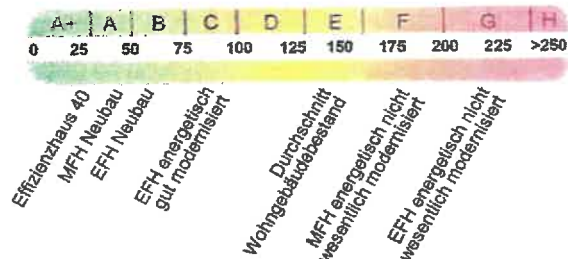 A+ A B C D E F G H
0 25 50 75 100 125 150 175 200 225 >250
Effizienzhaus 40
MFH Neubau
EFH Neubau
EFH energetisch
gut modernisiert
Durchschnitt
Wohngebäudebestand
MFH energetisch nicht
wesentlich modernisiert
EFH energetisch nicht
wesentlich modernisiert